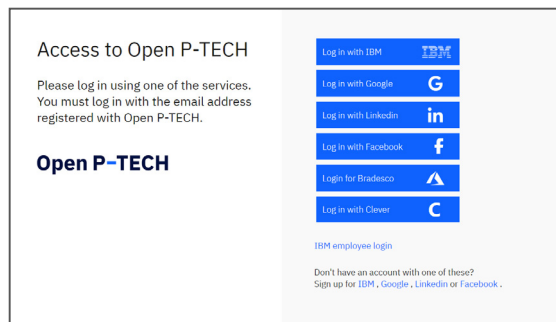 Access to Open P-TECH
Please log in using one of the services.
You must log in with the email address
registered with Open P-TECH.
Open P-TECH
Log in with IBM IBM
Log in with Google G
Log in with Linkedin in
Log in with Facebook f
Login for Bradesco
Log in with Clever C
IBM employee login
Don't have an account with one of these?
Sign up for IBM , Google , Linkedin or Facebook .